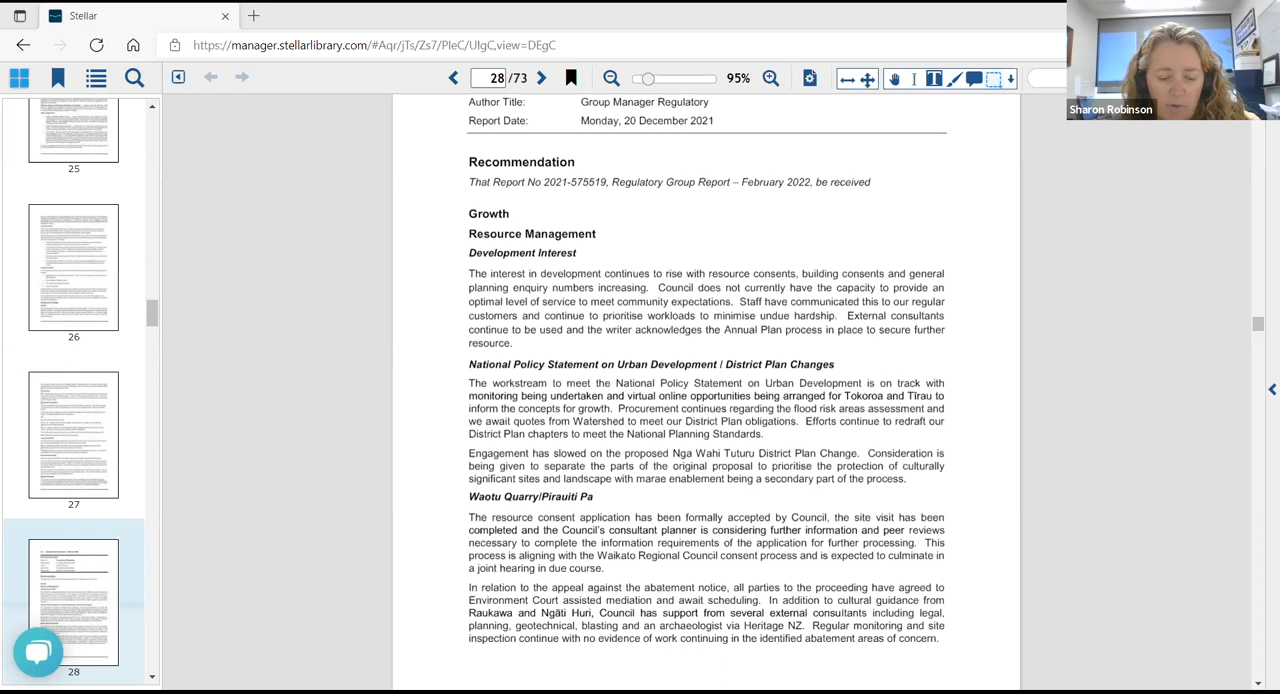 Stellar
https://manager.stellarlibrary.com/#Aqr/jTs/Zs7/PIeC/UIgC,view=DEgC
28 /73
95%
Sharon Robinson
25
26
27
28
Author Title: Group Manager Regulatory
Report Date: Monday, 20 December 2021
Recommendation
That Report No 2021-575519, Regulatory Group Report – February 2022, be received
Growth
Resource Management
Development Interest
The interest in development continues to rise with resource consents, building consents and general
planning enquiry numbers increasing. Council does not currently have the capacity to provide an
optimal level of service to meet community expectations. Staff have communicated this to our regular
customers and continue to prioritise workloads to minimise undue hardship. External consultants
continue to be used and the writer acknowledges the Annual Plan process in place to secure further
resource.
National Policy Statement on Urban Development / District Plan Changes
The workstream to meet the National Policy Statement on Urban Development is on track with
monitoring being undertaken and virtual online opportunities being arranged for Tokoroa and Tīrau to
inform the concepts of growth. Procurement continues regarding the flood risk areas assessment and
we await quotes from Watershed to meet our District Plan obligations. Efforts continue to redraft our
District Plan chapters to meet the National Planning Standards.
Engagement has slowed on the proposed Nga Wahi Tuturu District Plan Change. Consideration is
being given to separate the parts of the original proposal to prioritise the protection of culturally
significant sites and landscape with marae enablement being a secondary part of the process.
Waotu Quarry/Pirauiti Pa
The resource consent application has been formally accepted by Council, the site visit has been
completed and the Council's consultant planner is considering further information and peer reviews
necessary to complete the information requirements of the application for further processing. This
process is aligning with the Waikato Regional Council consent process and is expected to culminate in
a joint hearing in due course.
In relation to the appeal against the abatement notice, all parties to the proceeding have agreed to
Environment Court assisted mediation and await scheduling. In addition to cultural guidance from
Raukawa and Ngāti Huri, Council has support from several external consultants including legal,
planning, geotechnical, blasting and an archaeologist via Heritage NZ. Regular monitoring and site
inspection continue with no evidence of work continuing in the identified abatement areas of concern.